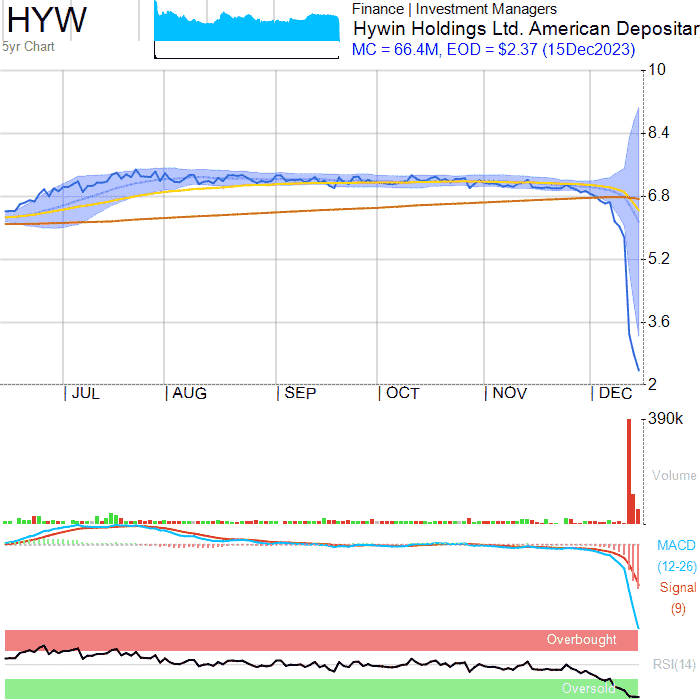 HYW
Finance | Investment Managers
Hywin Holdings Ltd. American Depositar
5yr Chart
MC = 66.4M, EOD = $2.37 (15Dec2023)
10
8.4
6.8
5.2
3.6
2
| JUL | AUG | SEP | OCT | NOV | DEC
390k
Volume
MACD
(12-26)
Signal
(9)
Overbought
RSI(14)
Oversold